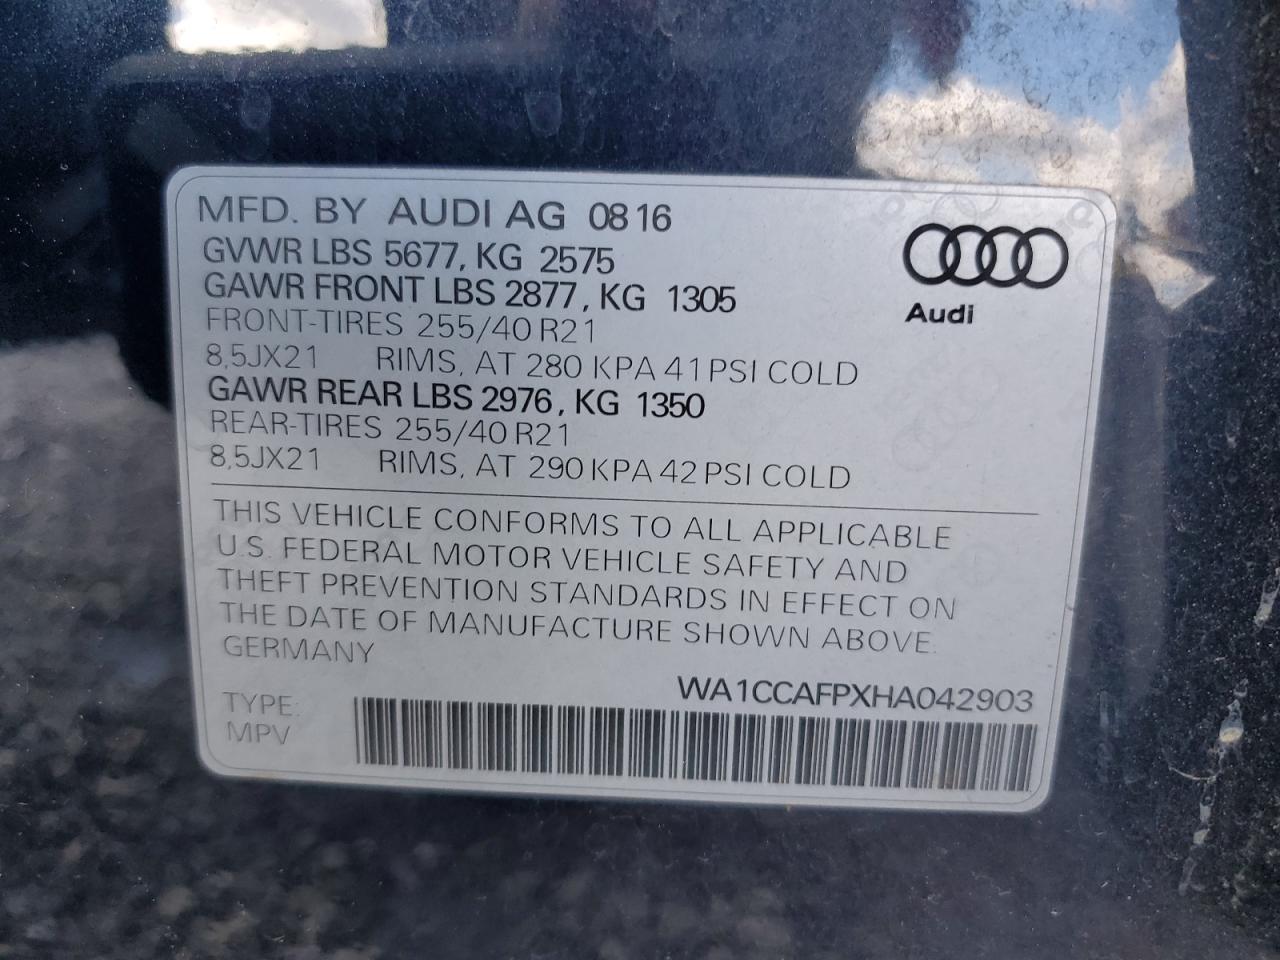 MFD. BY AUDI AG 0816
GVWR LBS 5677, KG 2575
GAWR FRONT LBS 2877, KG 1305
FRONT-TIRES 255/40 R21
8,5JX21 RIMS, AT 280 KPA 41 PSI COLD
GAWR REAR LBS 2976, KG 1350
REAR-TIRES 255/40 R21
8,5JX21 RIMS, AT 290 KPA 42 PSI COLD
Audi
THIS VEHICLE CONFORMS TO ALL APPLICABLE
U.S. FEDERAL MOTOR VEHICLE SAFETY AND
THEFT PREVENTION STANDARDS IN EFFECT ON
THE DATE OF MANUFACTURE SHOWN ABOVE.
GERMANY
WA1CCAFPXHA042903
TYPE:
MPV